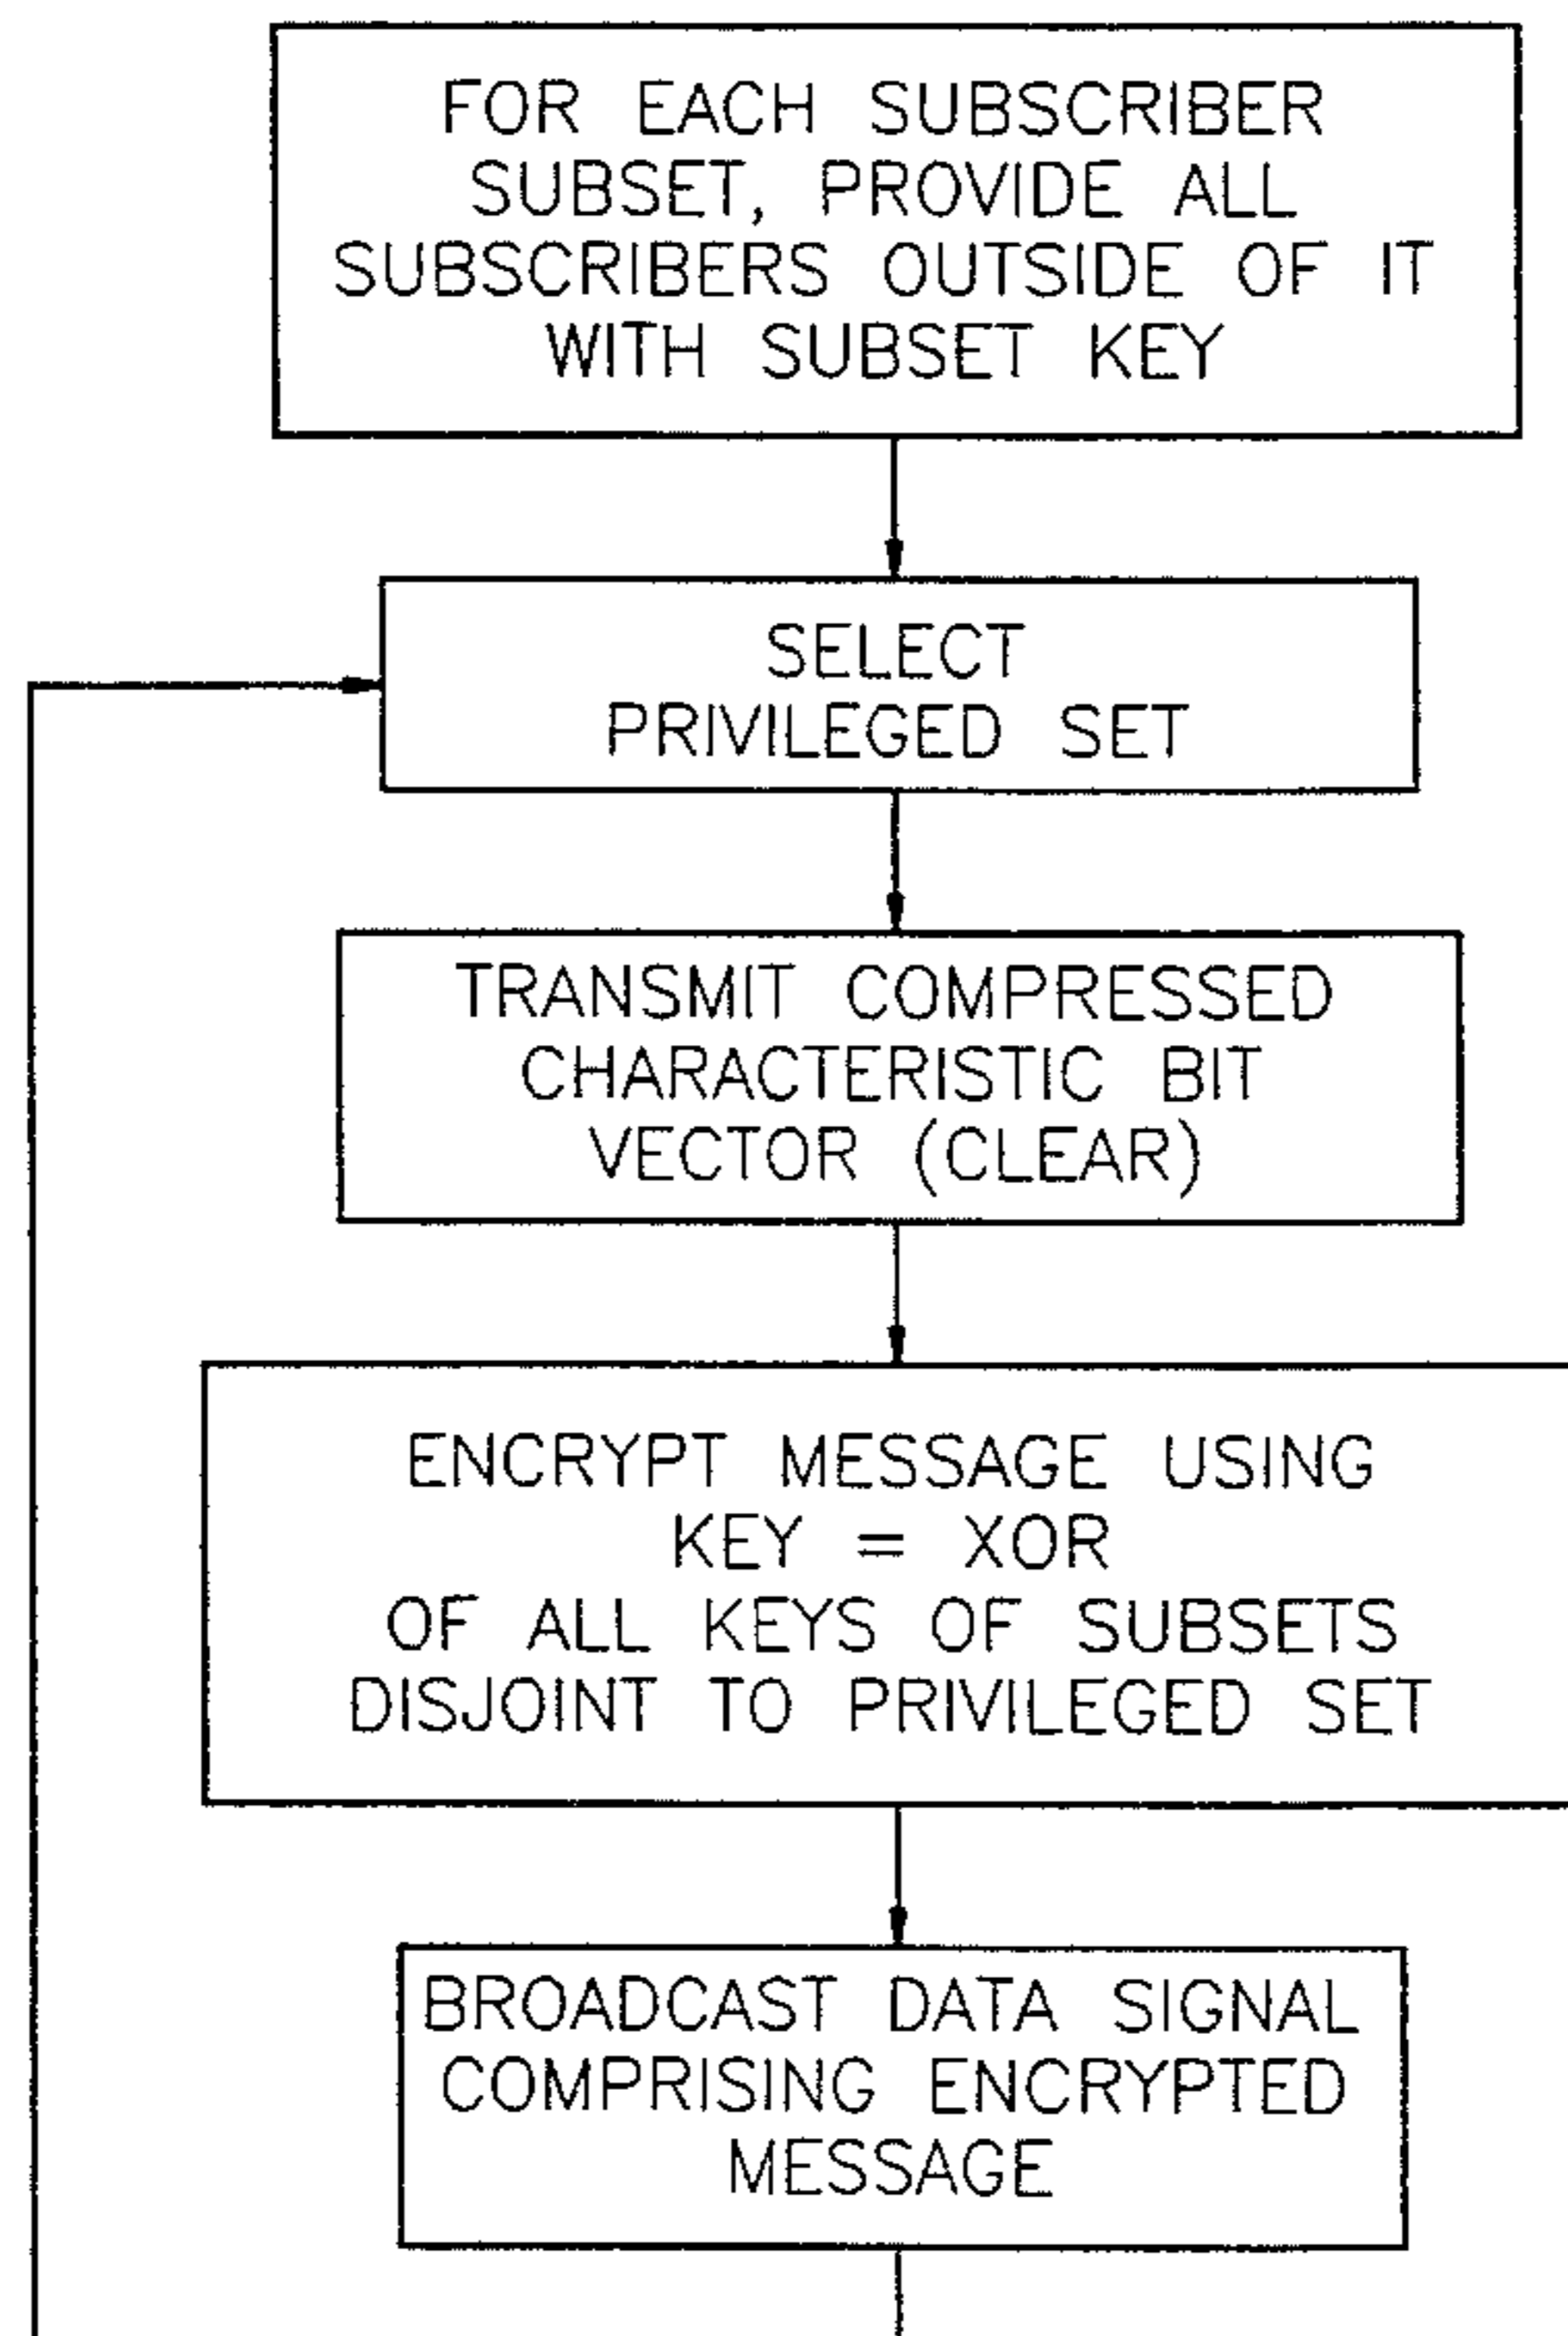 FOR EACH SUBSCRIBER
SUBSET, PROVIDE ALL
SUBSCRIBERS OUTSIDE OF IT
WITH SUBSET KEY
SELECT
PRIVILEGED SET
TRANSMIT COMPRESSED
CHARACTERISTIC BIT
VECTOR (CLEAR)
ENCRYPT MESSAGE USING
KEY = XOR
OF ALL KEYS OF SUBSETS
DISJOINT TO PRIVILEGED SET
BROADCAST DATA SIGNAL
COMPRISING ENCRYPTED
MESSAGE